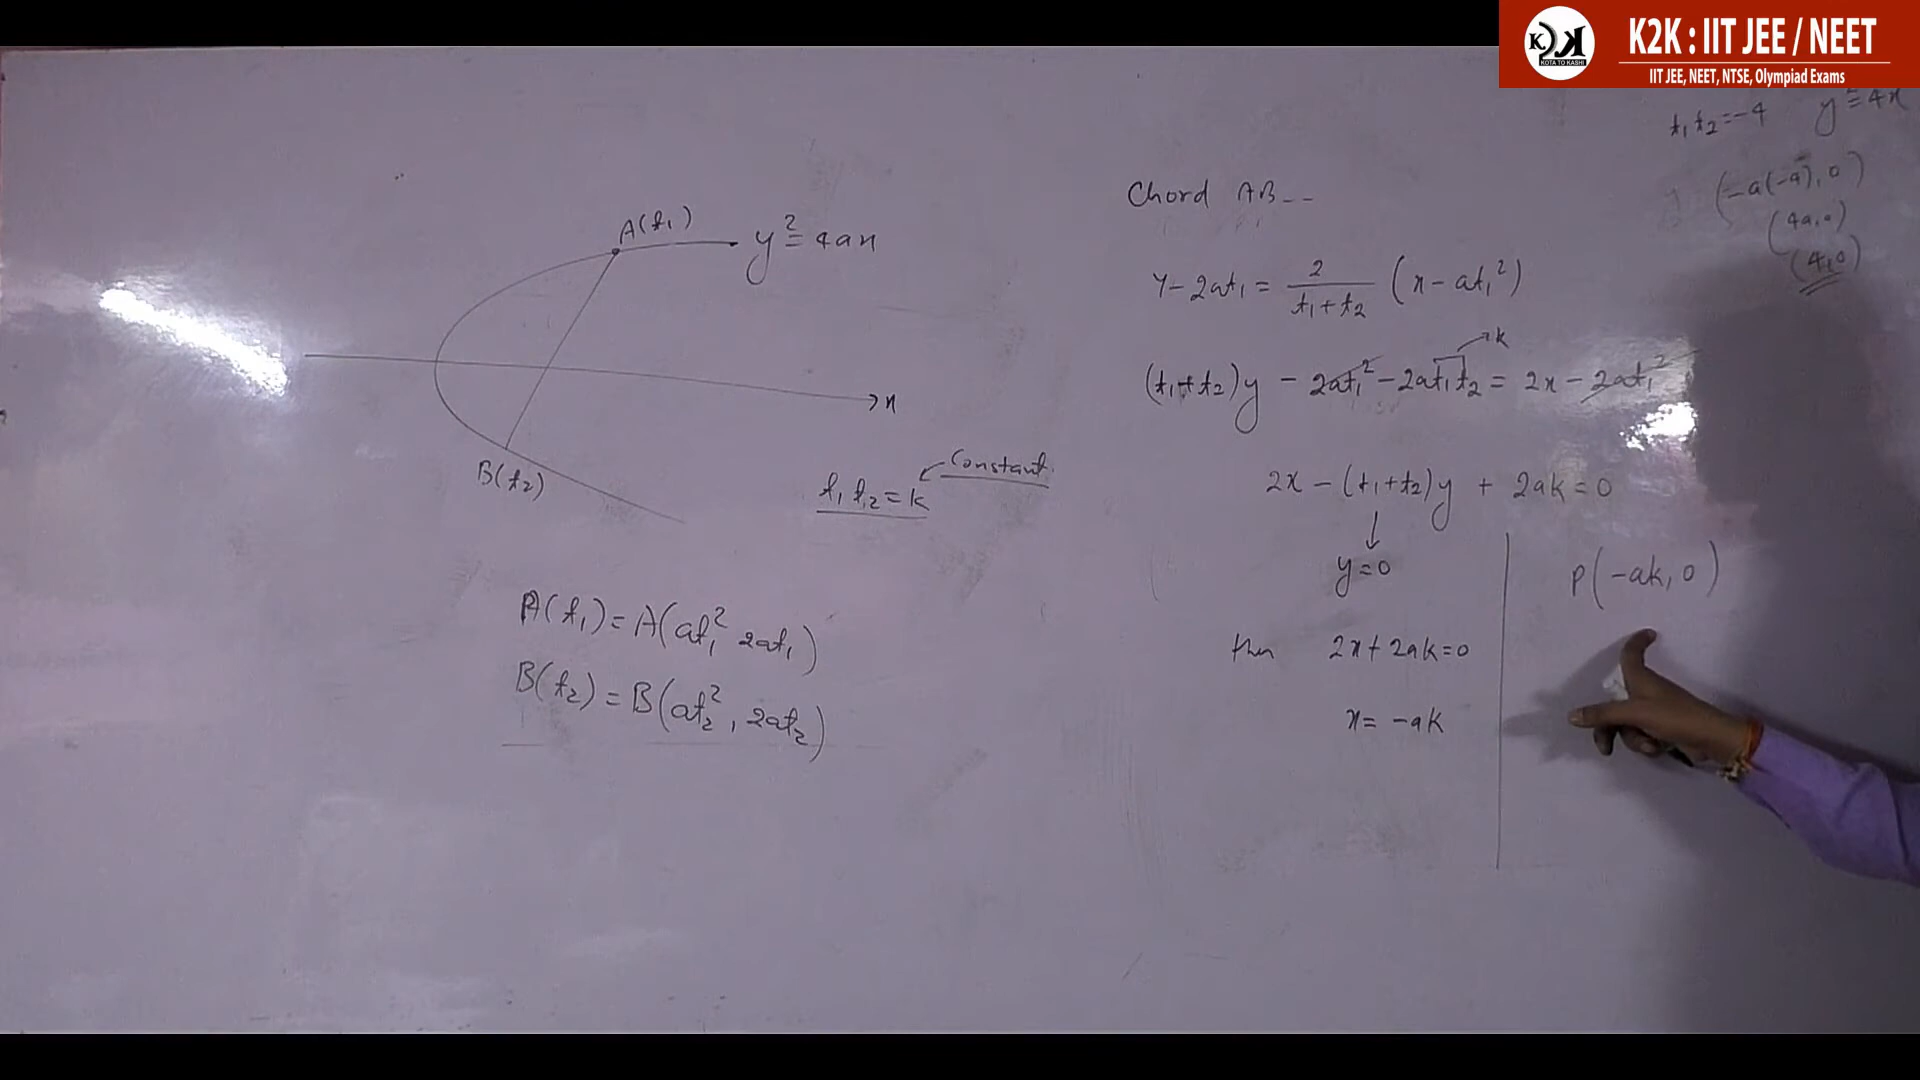 K2K : IIT JEE / NEET
IIT JEE, NEET, NTSE, Olympiad Exams
KOTA TO KASHI
t₁t₂=-4 y²=4x
(-a(-4), 0)
(4a, 0)
(4,0)
A(t₁)
y²=4ax
x
B(t₂)
t₁t₂=k
Constant.
A(t₁)=A(at₁² 2at₁)
B(t₂)=B(at₂², 2at₂)
Chord AB--
y-2at₁ = 2/(t₁+t₂) (x-at₁²)
k
(t₁+t₂)y - 2at₁² - 2at₁t₂ = 2x - 2at₁²
2x - (t₁+t₂)y + 2ak = 0
y=0
then 2x+2ak=0
x= -ak
P(-ak, 0)